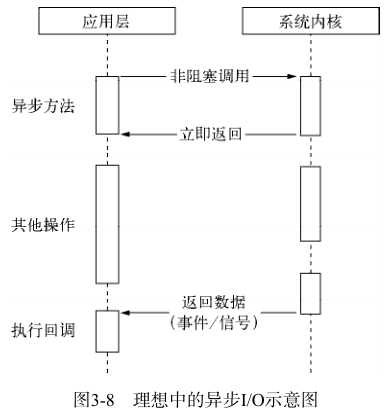 应用层
系统内核
非阻塞调用
异步方法
立即返回
其他操作
返回数据
（事件/信号）
执行回调
图3-8 理想中的异步I/O示意图